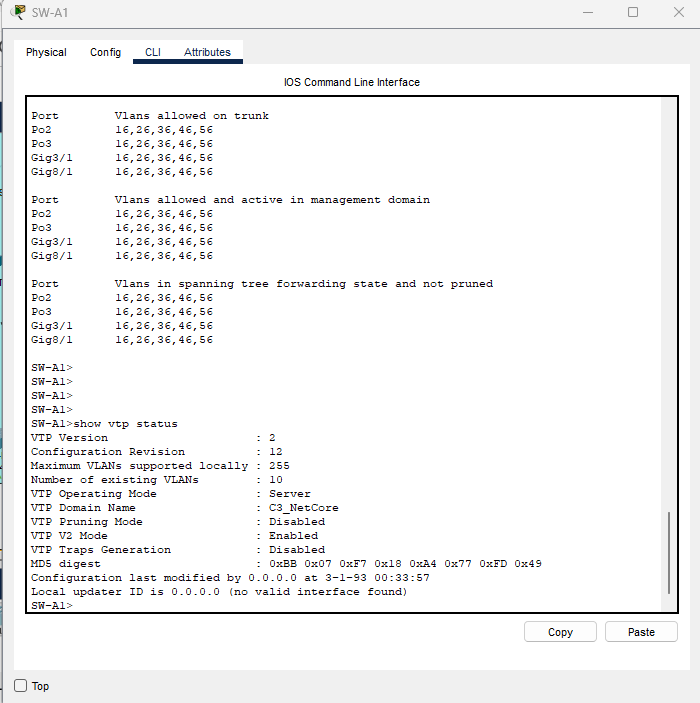 SW-A1
Physical Config CLI Attributes
IOS Command Line Interface
Port        Vlans allowed on trunk
Po2         16,26,36,46,56
Po3         16,26,36,46,56
Gig3/1      16,26,36,46,56
Gig8/1      16,26,36,46,56
Port        Vlans allowed and active in management domain
Po2         16,26,36,46,56
Po3         16,26,36,46,56
Gig3/1      16,26,36,46,56
Gig8/1      16,26,36,46,56
Port        Vlans in spanning tree forwarding state and not pruned
Po2         16,26,36,46,56
Po3         16,26,36,46,56
Gig3/1      16,26,36,46,56
Gig8/1      16,26,36,46,56
SW-A1>
SW-A1>
SW-A1>
SW-A1>
SW-A1>show vtp status
VTP Version                     : 2
Configuration Revision          : 12
Maximum VLANs supported locally : 255
Number of existing VLANs        : 10
VTP Operating Mode              : Server
VTP Domain Name                 : C3_NetCore
VTP Pruning Mode                : Disabled
VTP V2 Mode                     : Enabled
VTP Traps Generation            : Disabled
MD5 digest                      : 0xBB 0x07 0xF7 0x18 0xA4 0x77 0xFD 0x49
Configuration last modified by 0.0.0.0 at 3-1-93 00:33:57
Local updater ID is 0.0.0.0 (no valid interface found)
SW-A1>
Copy Paste
Top